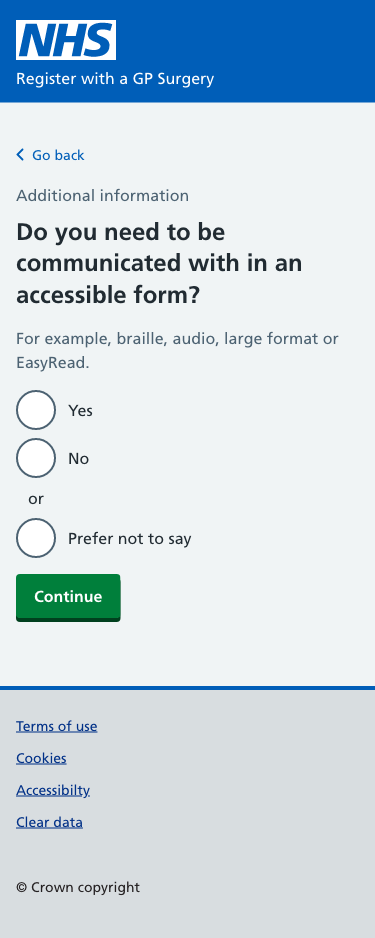 NHS
Register with a GP Surgery
Go back
Additional information
Do you need to be
communicated with in an
accessible form?
For example, braille, audio, large format or
EasyRead.
Yes
No
or
Prefer not to say
Continue
Terms of use
Cookies
Accessibilty
Clear data
© Crown copyright